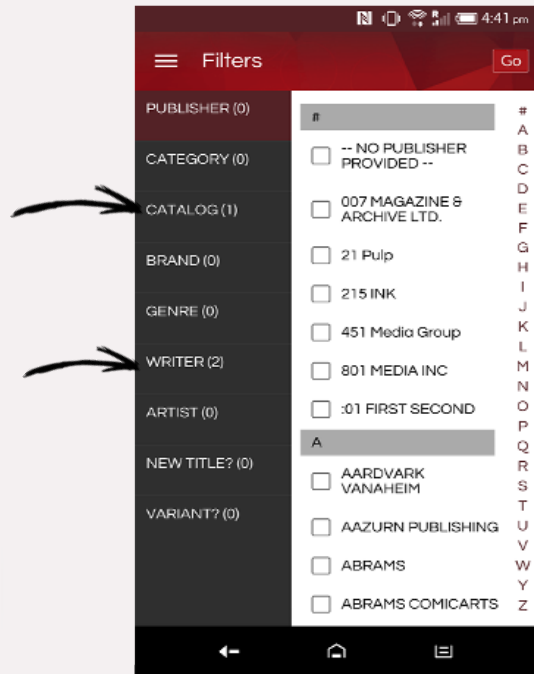 4:41 pm
Filters
Go
PUBLISHER (0)
CATEGORY (0)
CATALOG (1)
BRAND (0)
GENRE (0)
WRITER (2)
ARTIST (0)
NEW TITLE? (0)
VARIANT? (0)
#
-- NO PUBLISHER
PROVIDED --
007 MAGAZINE &
ARCHIVE LTD.
21 Pulp
215 INK
451 Media Group
801 MEDIA INC
:01 FIRST SECOND
A
AARDVARK
VANAHEIM
AAZURN PUBLISHING
ABRAMS
ABRAMS COMICARTS
#
A
B
C
D
E
F
G
H
I
J
K
L
M
N
O
P
Q
R
S
T
U
V
W
Y
Z